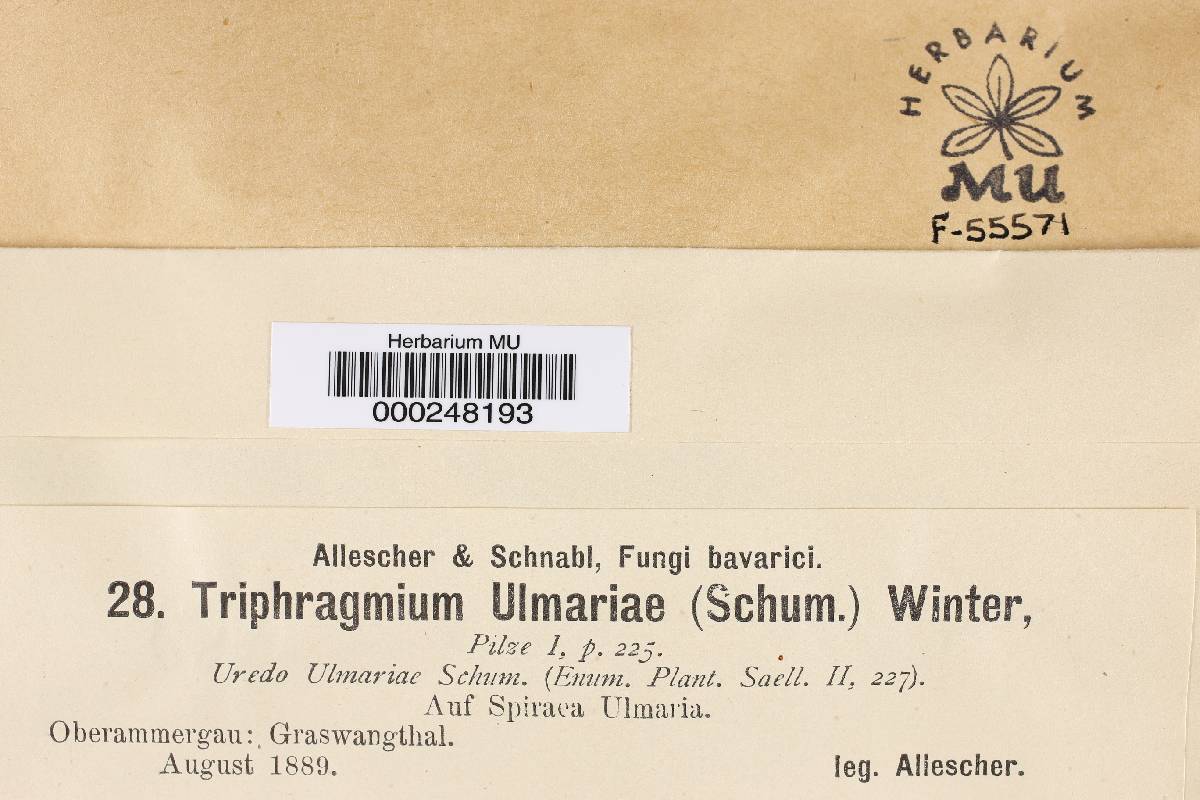 HERBARIUM
MU
F-55571
Herbarium MU
000248193
Allescher & Schnabl, Fungi bavarici.
28. Triphragmium Ulmariae (Schum.) Winter,
Pilze I, p. 225.
Uredo Ulmariae Schum. (Enum. Plant. Saell. II, 227).
Auf Spiraea Ulmaria.
Oberammergau: Graswangthal.
August 1889.
leg. Allescher.